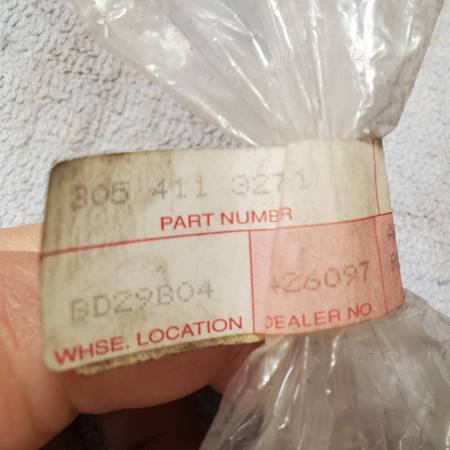 305 411 3271
PART NUMBR
BD29B04
426097
WHSE. LOCATION
DEALER NO.